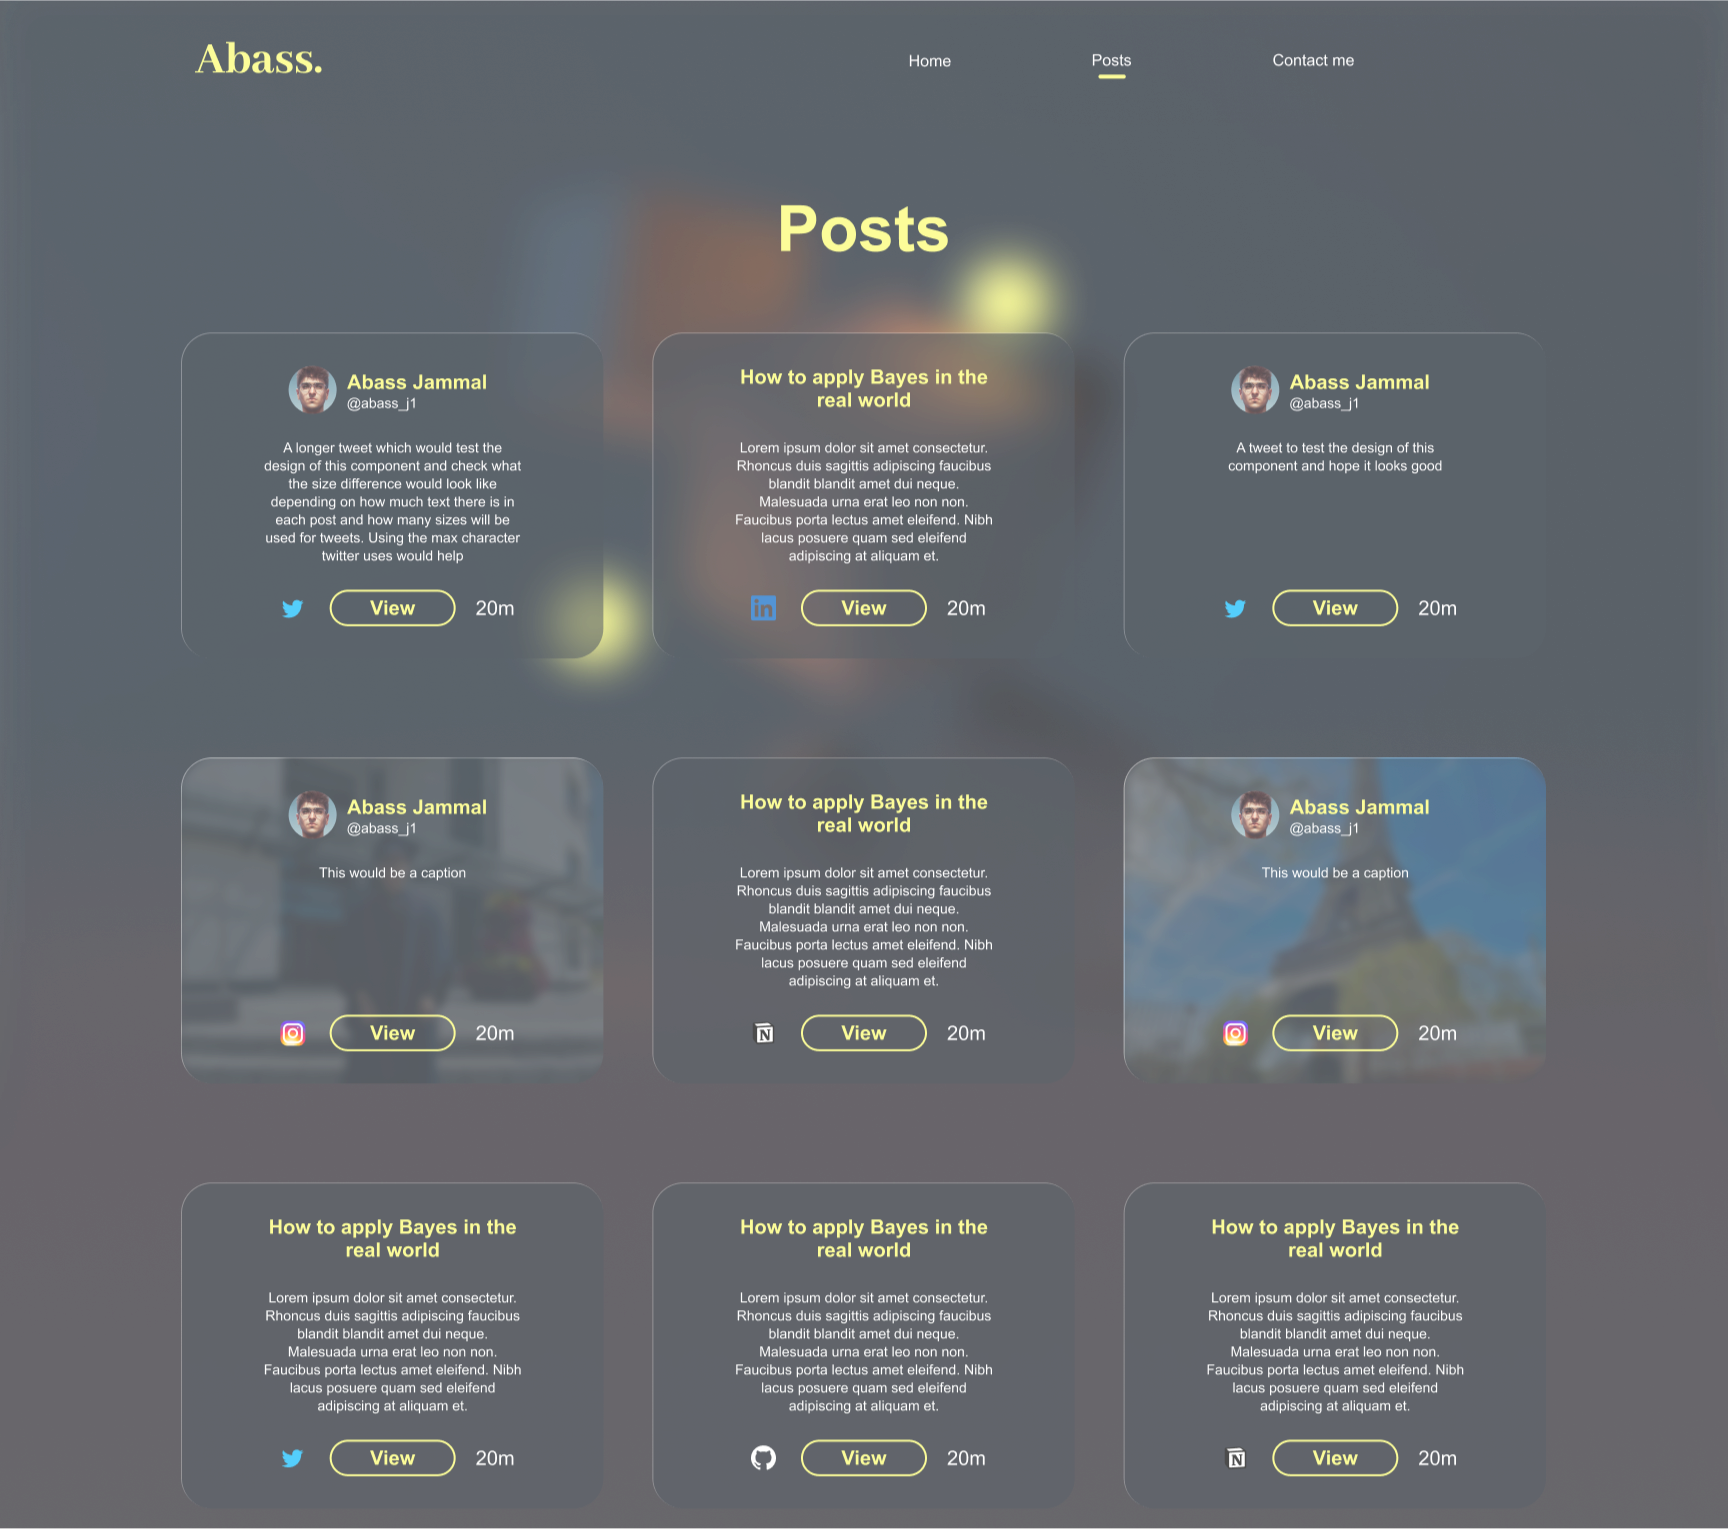 Abass.
Home
Posts
Contact me
Posts
Abass Jammal
@abass_j1
A longer tweet which would test the
design of this component and check what
the size difference would look like
depending on how much text there is in
each post and how many sizes will be
used for tweets. Using the max character
twitter uses would help
View
20m
How to apply Bayes in the
real world
Lorem ipsum dolor sit amet consectetur.
Rhoncus duis sagittis adipiscing faucibus
blandit blandit amet dui neque.
Malesuada urna erat leo non non.
Faucibus porta lectus amet eleifend. Nibh
lacus posuere quam sed eleifend
adipiscing at aliquam et.
in
View
20m
Abass Jammal
@abass_j1
A tweet to test the design of this
component and hope it looks good
View
20m
Abass Jammal
@abass_j1
This would be a caption
View
20m
How to apply Bayes in the
real world
Lorem ipsum dolor sit amet consectetur.
Rhoncus duis sagittis adipiscing faucibus
blandit blandit amet dui neque.
Malesuada urna erat leo non non.
Faucibus porta lectus amet eleifend. Nibh
lacus posuere quam sed eleifend
adipiscing at aliquam et.
N
View
20m
Abass Jammal
@abass_j1
This would be a caption
View
20m
How to apply Bayes in the
real world
Lorem ipsum dolor sit amet consectetur.
Rhoncus duis sagittis adipiscing faucibus
blandit blandit amet dui neque.
Malesuada urna erat leo non non.
Faucibus porta lectus amet eleifend. Nibh
lacus posuere quam sed eleifend
adipiscing at aliquam et.
View
20m
How to apply Bayes in the
real world
Lorem ipsum dolor sit amet consectetur.
Rhoncus duis sagittis adipiscing faucibus
blandit blandit amet dui neque.
Malesuada urna erat leo non non.
Faucibus porta lectus amet eleifend. Nibh
lacus posuere quam sed eleifend
adipiscing at aliquam et.
View
20m
How to apply Bayes in the
real world
Lorem ipsum dolor sit amet consectetur.
Rhoncus duis sagittis adipiscing faucibus
blandit blandit amet dui neque.
Malesuada urna erat leo non non.
Faucibus porta lectus amet eleifend. Nibh
lacus posuere quam sed eleifend
adipiscing at aliquam et.
N
View
20m